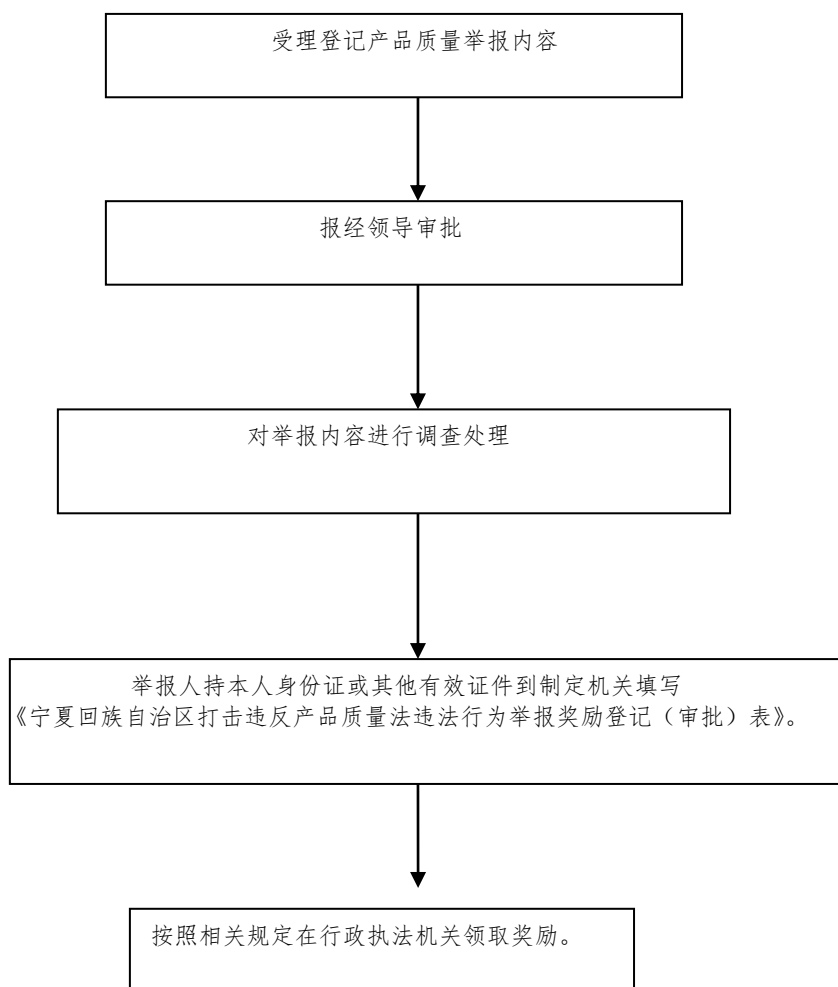 受理登记产品质量举报内容
报经领导审批
对举报内容进行调查处理
举报人持本人身份证或其他有效证件到制定机关填写
《宁夏回族自治区打击违反产品质量法违法行为举报奖励登记（审批）表》。
按照相关规定在行政执法机关领取奖励。